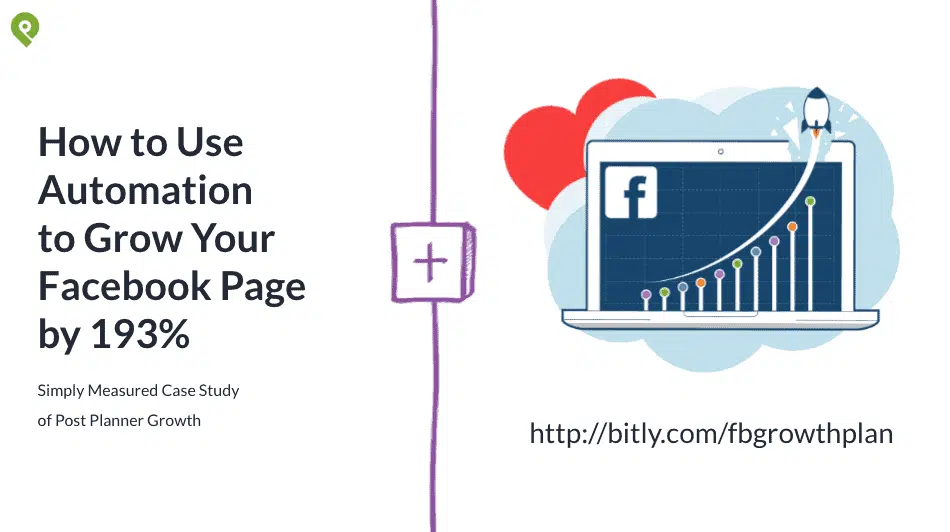 How to Use
Automation
to Grow Your
Facebook Page
by 193%
Simply Measured Case Study
of Post Planner Growth
http://bitly.com/fbgrowthplan